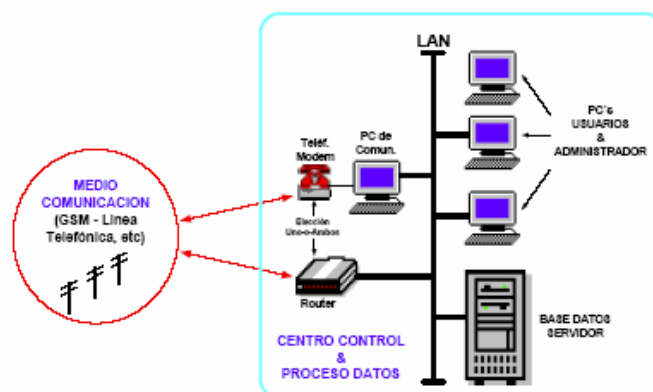 LAN
Teléf.
Modem
PC de
Comun.
PC's
USUARIOS
&
ADMINISTRADOR
MEDIO
COMUNICACION
(GSM - Línea
Telefónica, etc)
Elección
Uno-o-Ambos
Router
CENTRO CONTROL
&
PROCESO DATOS
BASE DATOS
SERVIDOR